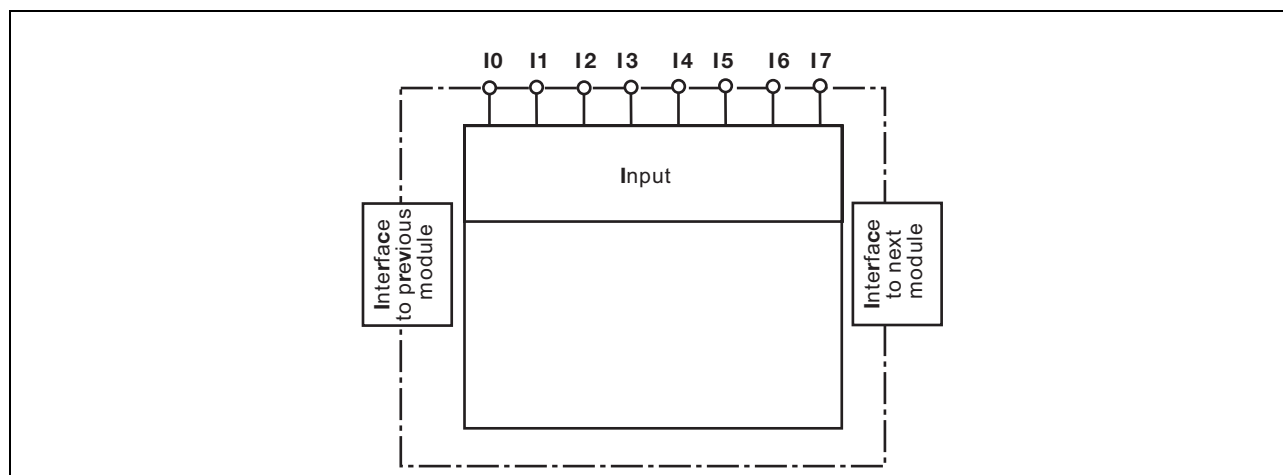 I0 I1 I2 I3 I4 I5 I6 I7
Input
Interface
to previous
module
Interface
to next
module